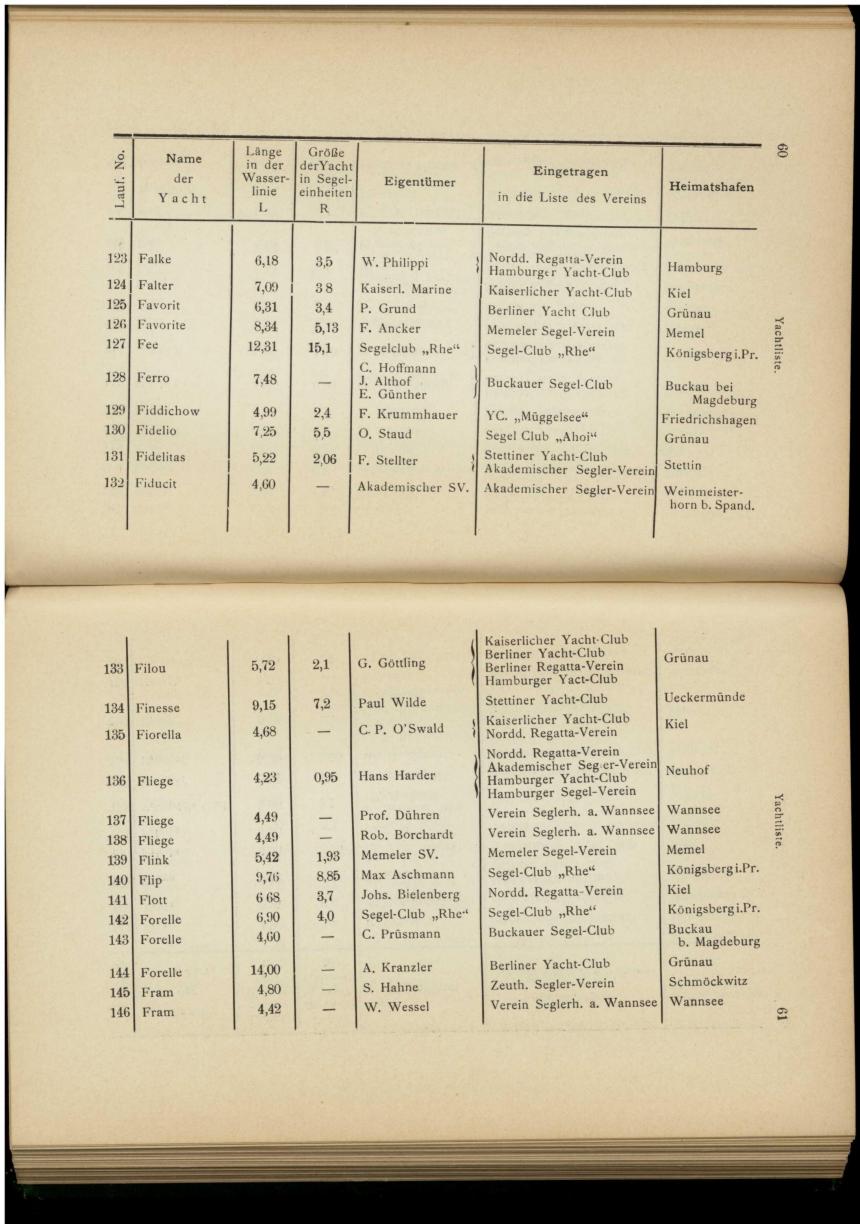 60
Yachtliste.
Lauf. No. | Name der Yacht | Länge in der Wasser-linie L | Größe derYacht in Segel-einheiten R | Eigentümer | Eingetragen in die Liste des Vereins | Heimatshafen
123 Falke 6,18 3,5 W. Philippi Nordd. Regatta-Verein Hamburg
Hamburger Yacht-Club
124 Falter 7,09 3 8 Kaiserl. Marine Kaiserlicher Yacht-Club Kiel
125 Favorit 6,31 3,4 P. Grund Berliner Yacht Club Grünau
126 Favorite 8,34 5,13 F. Ancker Memeler Segel-Verein Memel
127 Fee 12,31 15,1 Segelclub „Rhe“ Segel-Club „Rhe“ Königsberg i.Pr.
C. Hoffmann
128 Ferro 7,48 — J. Althof Buckauer Segel-Club Buckau bei
E. Günther Magdeburg
129 Fiddichow 4,99 2,4 F. Krummhauer YC. „Müggelsee“ Friedrichshagen
130 Fidelio 7,25 5,5 O. Staud Segel Club „Ahoi“ Grünau
131 Fidelitas 5,22 2,06 F. Stellter Stettiner Yacht-Club Stettin
Akademischer Segler-Verein
132 Fiducit 4,60 — Akademischer SV. Akademischer Segler-Verein Weinmeister-
horn b. Spand.
Kaiserlicher Yacht-Club
Berliner Yacht-Club
133 Filou 5,72 2,1 G. Göttling Berliner Regatta-Verein Grünau
Hamburger Yact-Club
134 Finesse 9,15 7,2 Paul Wilde Stettiner Yacht-Club Ueckermünde
135 Fiorella 4,68 — C. P. O'Swald Kaiserlicher Yacht-Club Kiel
Nordd. Regatta-Verein
Nordd. Regatta-Verein
Akademischer Seg er-Verein
136 Fliege 4,23 0,95 Hans Harder Hamburger Yacht-Club Neuhof
Hamburger Segel-Verein
137 Fliege 4,49 — Prof. Dühren Verein Seglerh. a. Wannsee Wannsee
138 Fliege 4,49 — Rob. Borchardt Verein Seglerh. a. Wannsee Wannsee
139 Flink 5,42 1,93 Memeler SV. Memeler Segel-Verein Memel
140 Flip 9,76 8,85 Max Aschmann Segel-Club „Rhe“ Königsberg i.Pr.
141 Flott 6 68 3,7 Johs. Bielenberg Nordd. Regatta-Verein Kiel
142 Forelle 6,90 4,0 Segel-Club „Rhe“ Segel-Club „Rhe“ Königsberg i.Pr.
143 Forelle 4,60 — C. Prüsmann Buckauer Segel-Club Buckau
b. Magdeburg
144 Forelle 14,00 — A. Kranzler Berliner Yacht-Club Grünau
145 Fram 4,80 — S. Hahne Zeuth. Segler-Verein Schmöckwitz
146 Fram 4,42 — W. Wessel Verein Seglerh. a. Wannsee Wannsee
Yachtliste.
61